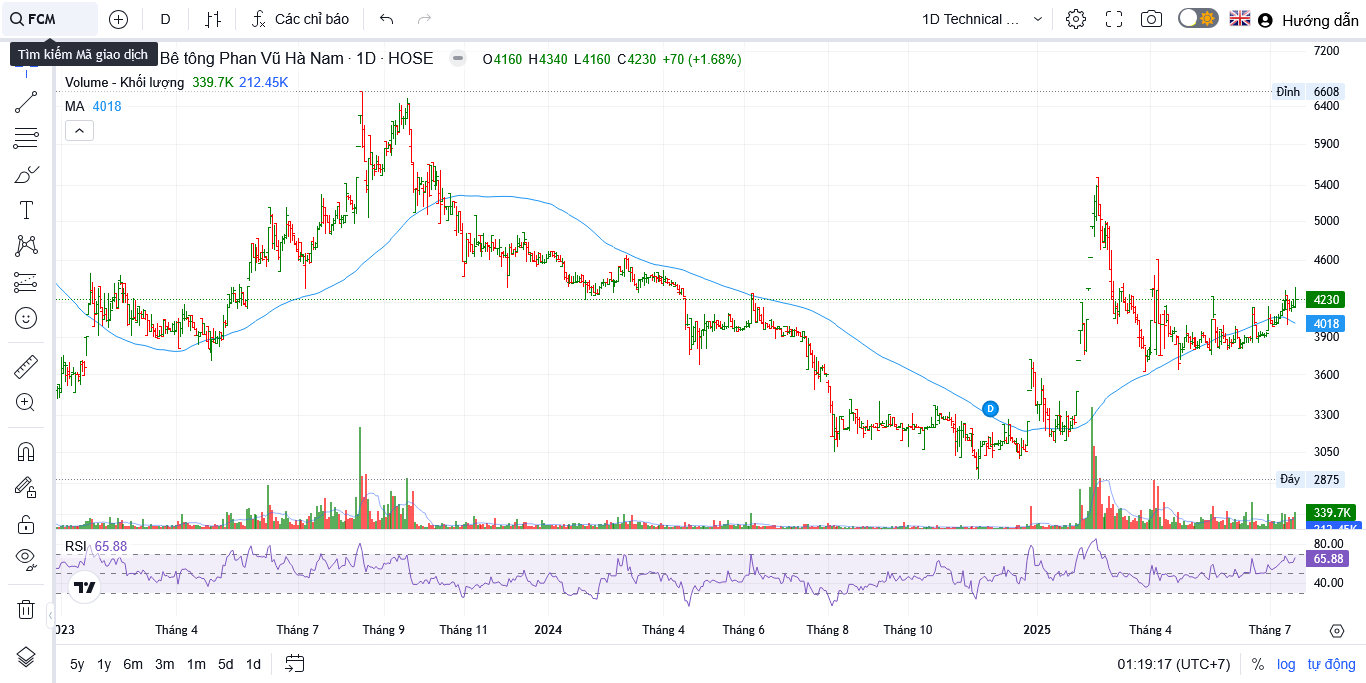 FCM
D
Các chỉ báo
1D Technical ...
Hướng dẫn
Tìm kiếm Mã giao dịch
Bê tông Phan Vũ Hà Nam · 1D · HOSE
O4160 H4340 L4160 C4230 +70 (+1.68%)
Volume - Khối lượng 339.7K 212.45K
MA 4018
7200
Đỉnh 6608
6400
5900
5400
5000
4600
4230
4018
3900
3600
3300
3050
Đáy 2875
D
339.7K
212.45K
RSI 65.88
80.00
65.88
40.00
023 Tháng 4 Tháng 7 Tháng 9 Tháng 11 2024 Tháng 4 Tháng 6 Tháng 8 Tháng 10 2025 Tháng 4 Tháng 7
5y 1y 6m 3m 1m 5d 1d
01:19:17 (UTC+7) % log tự động